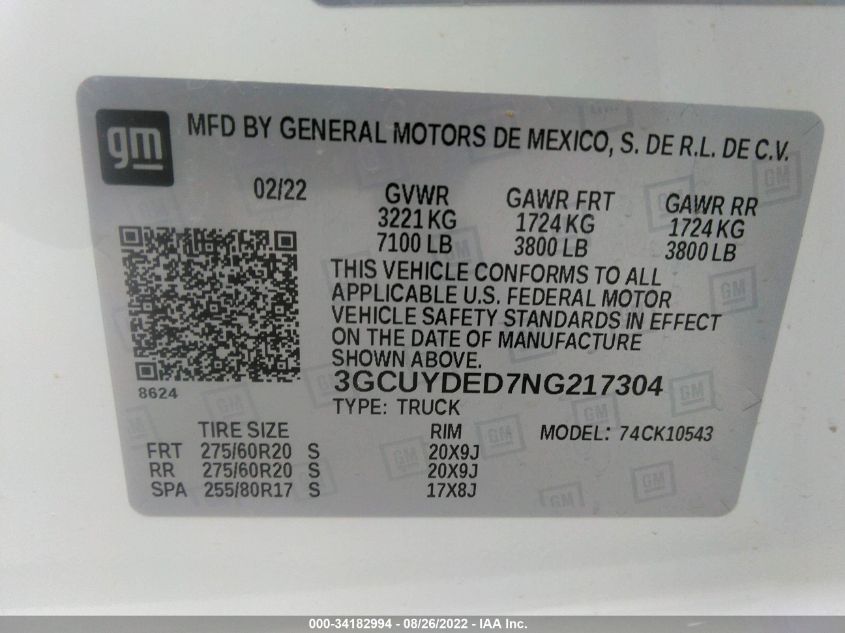 gm
MFD BY GENERAL MOTORS DE MEXICO, S. DE R.L. DE C.V.
02/22 GVWR GAWR FRT GAWR RR
3221 KG 1724 KG 1724 KG
7100 LB 3800 LB 3800 LB
THIS VEHICLE CONFORMS TO ALL
APPLICABLE U.S. FEDERAL MOTOR
VEHICLE SAFETY STANDARDS IN EFFECT
ON THE DATE OF MANUFACTURE
SHOWN ABOVE.
8624 3GCUYDED7NG217304
TYPE: TRUCK
TIRE SIZE RIM MODEL: 74CK10543
FRT 275/60R20 S 20X9J
RR 275/60R20 S 20X9J
SPA 255/80R17 S 17X8J
000-34182994 - 08/26/2022 - IAA Inc.